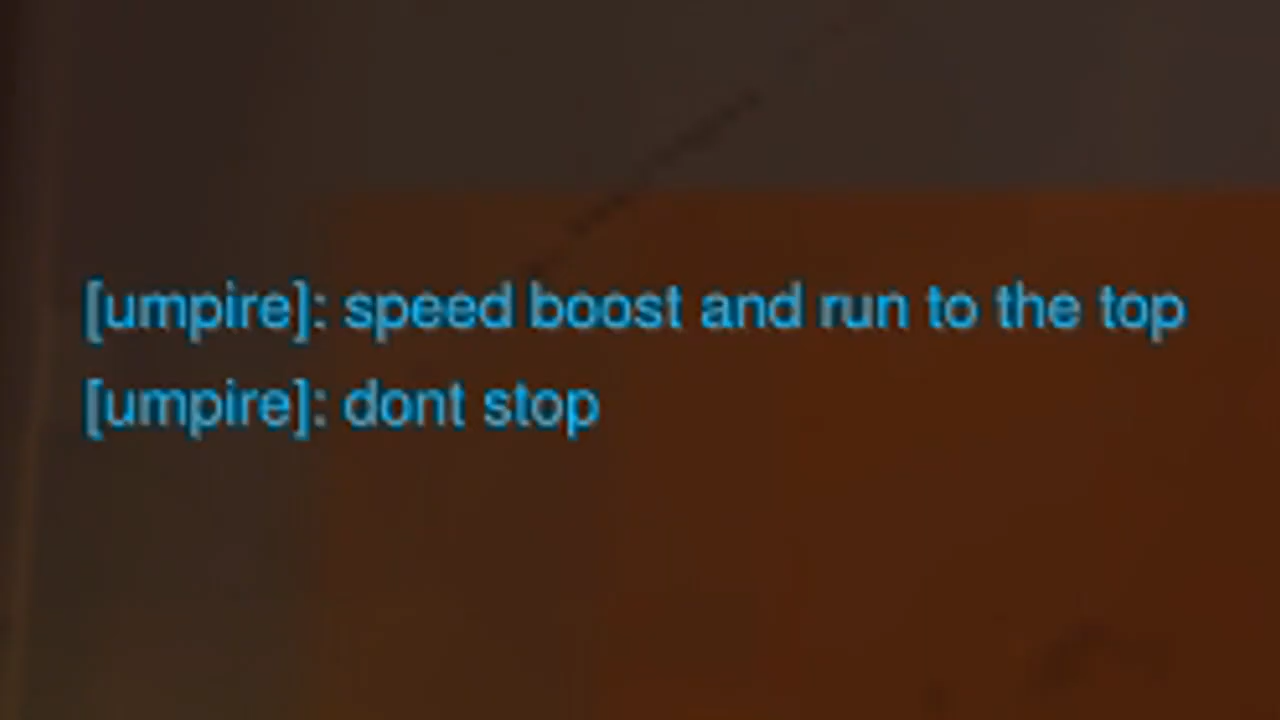 [umpire]: speed boost and run to the top
[umpire]: dont stop